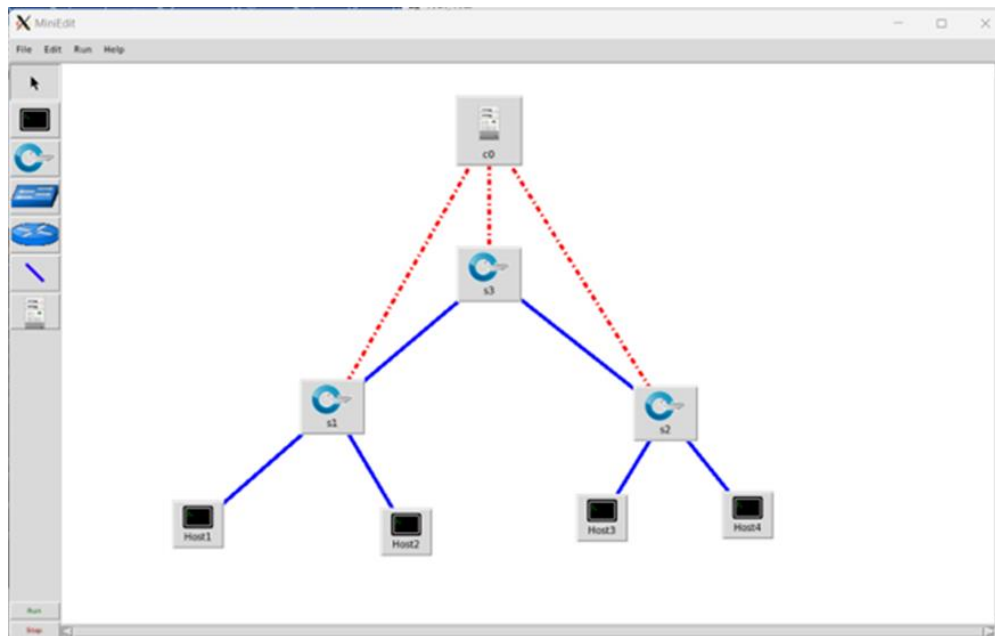 MiniEdit
File Edit Run Help
c0
s3
s1
s2
Host1
Host2
Host3
Host4
Run
Stop